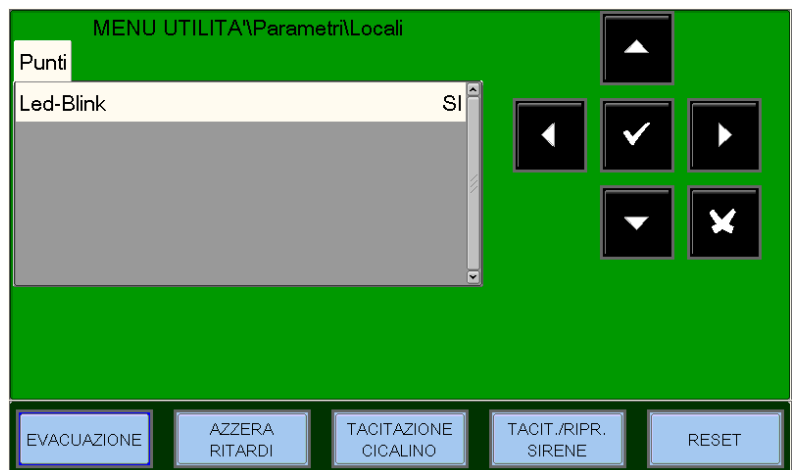 MENU UTILITA'\Parametri\Locali
Punti
Led-Blink SI
EVACUAZIONE
AZZERA
RITARDI
TACITAZIONE
CICALINO
TACIT./RIPR.
SIRENE
RESET